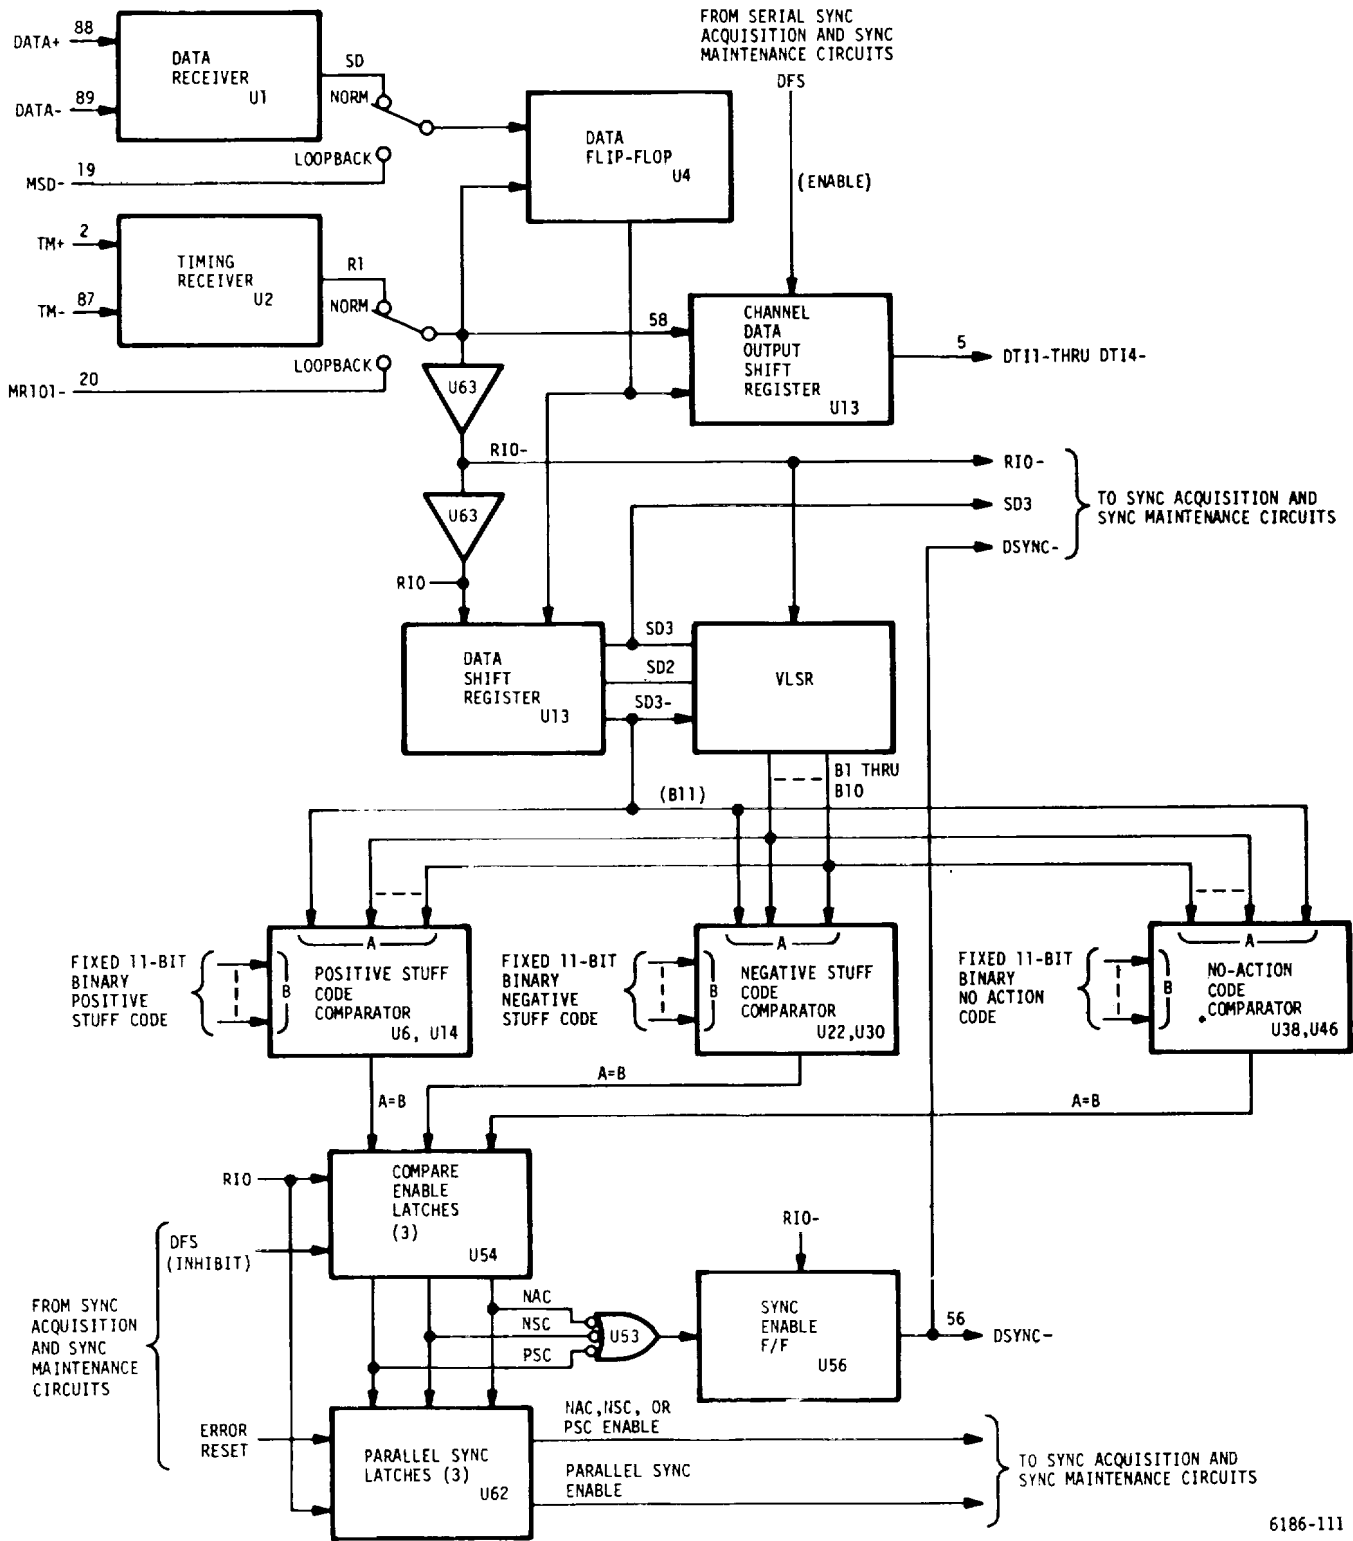 FROM SERIAL SYNC
ACQUISITION AND SYNC
MAINTENANCE CIRCUITS
DFS
(ENABLE)
DATA+
88
DATA-
89
DATA
RECEIVER
U1
SD
NORM
LOOPBACK
MSD-
19
DATA
FLIP-FLOP
U4
TM+
2
TM-
87
TIMING
RECEIVER
U2
R1
NORM
LOOPBACK
MR101-
20
58
CHANNEL
DATA
OUTPUT
SHIFT
REGISTER
U13
5
DTI1-THRU DTI4-
U63
RIO-
U63
RIO
RIO-
SD3
DSYNC-
TO SYNC ACQUISITION AND
SYNC MAINTENANCE CIRCUITS
DATA
SHIFT
REGISTER
U13
SD3
SD2
SD3-
VLSR
B1 THRU
B10
(B11)
FIXED 11-BIT
BINARY
POSITIVE
STUFF CODE
B
A
POSITIVE STUFF
CODE
COMPARATOR
U6, U14
FIXED 11-BIT
BINARY
NEGATIVE
STUFF CODE
B
A
NEGATIVE STUFF
CODE
COMPARATOR
U22,U30
FIXED 11-BIT
BINARY
NO ACTION
CODE
B
A
NO-ACTION
CODE
COMPARATOR
U38,U46
A=B
A=B
A=B
RIO
DFS
(INHIBIT)
COMPARE
ENABLE
LATCHES
(3)
U54
FROM SYNC
ACQUISITION
AND SYNC
MAINTENANCE
CIRCUITS
NAC
NSC
PSC
U53
RIO-
SYNC
ENABLE
F/F
U56
56
DSYNC-
ERROR
RESET
PARALLEL SYNC
LATCHES (3)
U62
NAC,NSC, OR
PSC ENABLE
PARALLEL SYNC
ENABLE
TO SYNC ACQUISITION AND
SYNC MAINTENANCE CIRCUITS
6186-111